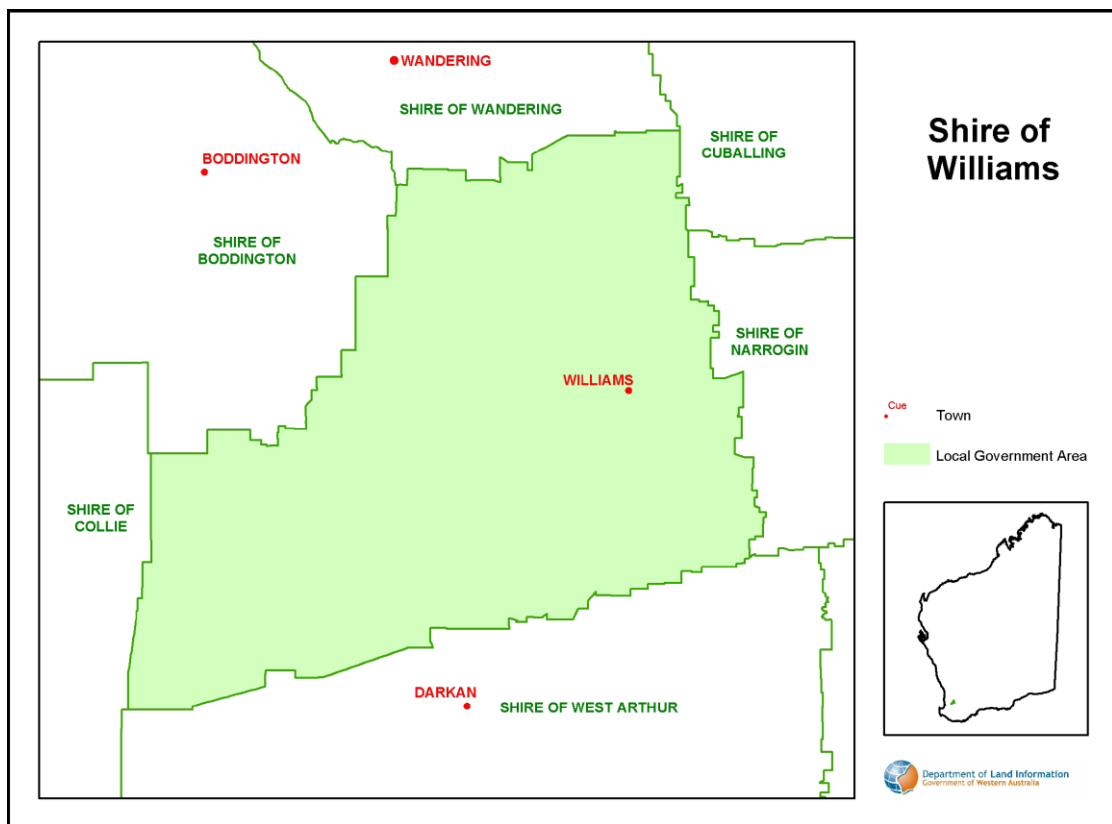 WANDERING
SHIRE OF WANDERING
SHIRE OF
CUBALLING
BODDINGTON
SHIRE OF
BODDINGTON
SHIRE OF
NARROGIN
WILLIAMS
SHIRE OF
COLLIE
DARKAN
SHIRE OF WEST ARTHUR
Shire of
Williams
Cue
Town
Local Government Area
Department of Land Information
Government of Western Australia